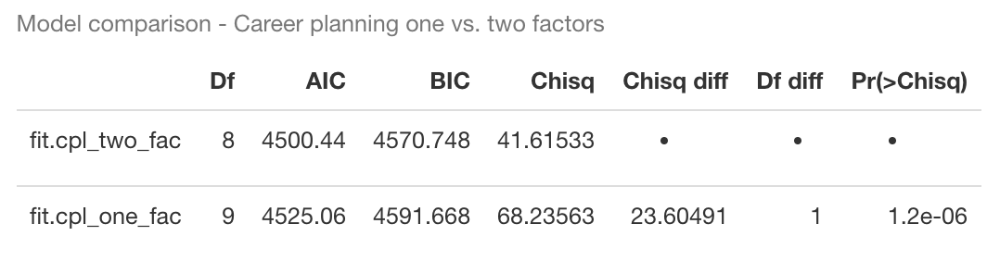 Model comparison - Career planning one vs. two factors
Df AIC BIC Chisq Chisq diff Df diff Pr(>Chisq)
fit.cpl_two_fac 8 4500.44 4570.748 41.61533 • • •
fit.cpl_one_fac 9 4525.06 4591.668 68.23563 23.60491 1 1.2e-06